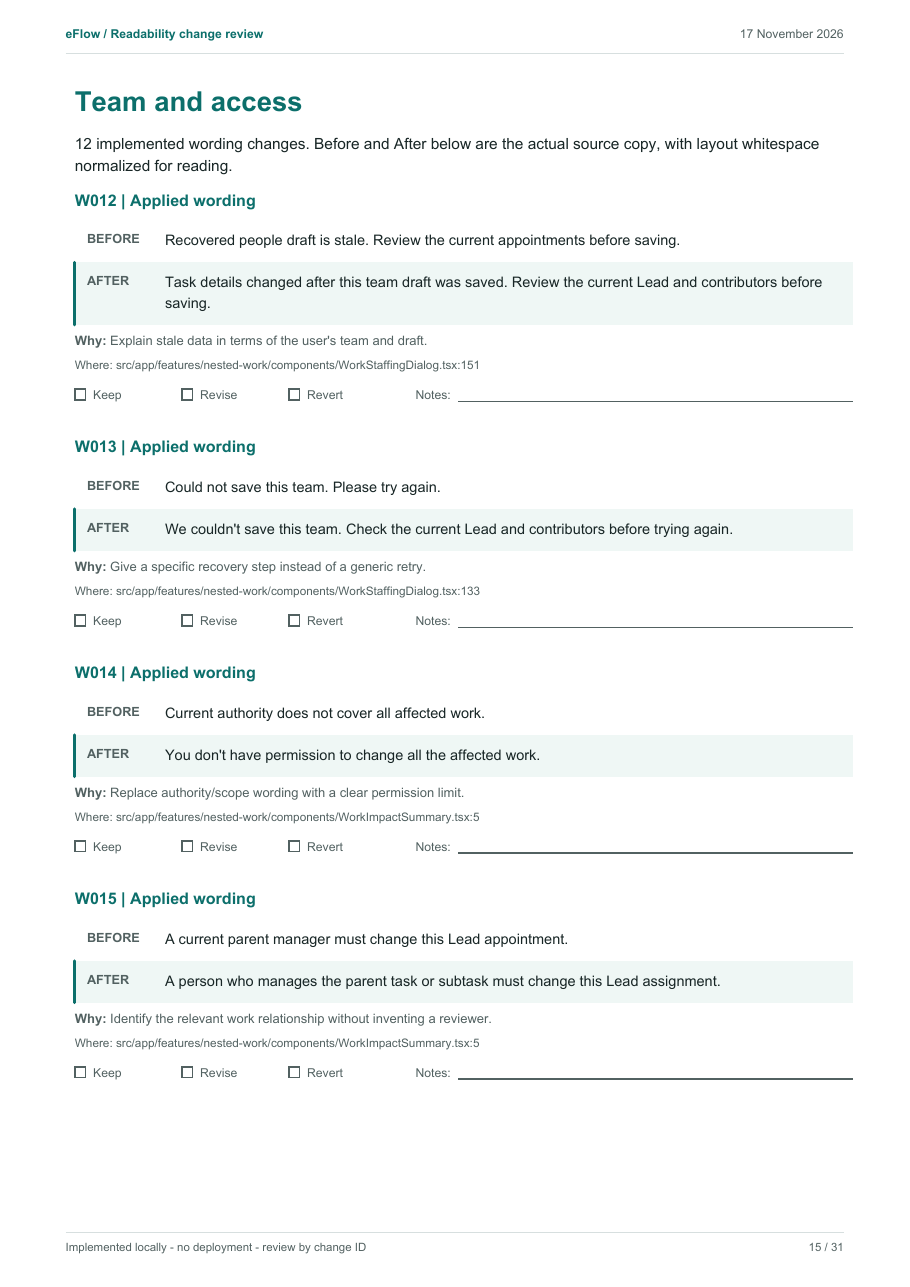 eFlow / Readability change review
17 November 2026
Team and access
12 implemented wording changes. Before and After below are the actual source copy, with layout whitespace
normalized for reading.
W012 | Applied wording
BEFORE
Recovered people draft is stale. Review the current appointments before saving.
AFTER
Task details changed after this team draft was saved. Review the current Lead and contributors before
saving.
Why: Explain stale data in terms of the user's team and draft.
Where: src/app/features/nested-work/components/WorkStaffingDialog.tsx:151
Keep Revise Revert Notes:
W013 | Applied wording
BEFORE
Could not save this team. Please try again.
AFTER
We couldn't save this team. Check the current Lead and contributors before trying again.
Why: Give a specific recovery step instead of a generic retry.
Where: src/app/features/nested-work/components/WorkStaffingDialog.tsx:133
Keep Revise Revert Notes:
W014 | Applied wording
BEFORE
Current authority does not cover all affected work.
AFTER
You don't have permission to change all the affected work.
Why: Replace authority/scope wording with a clear permission limit.
Where: src/app/features/nested-work/components/WorkImpactSummary.tsx:5
Keep Revise Revert Notes:
W015 | Applied wording
BEFORE
A current parent manager must change this Lead appointment.
AFTER
A person who manages the parent task or subtask must change this Lead assignment.
Why: Identify the relevant work relationship without inventing a reviewer.
Where: src/app/features/nested-work/components/WorkImpactSummary.tsx:5
Keep Revise Revert Notes:
Implemented locally - no deployment - review by change ID
15 / 31